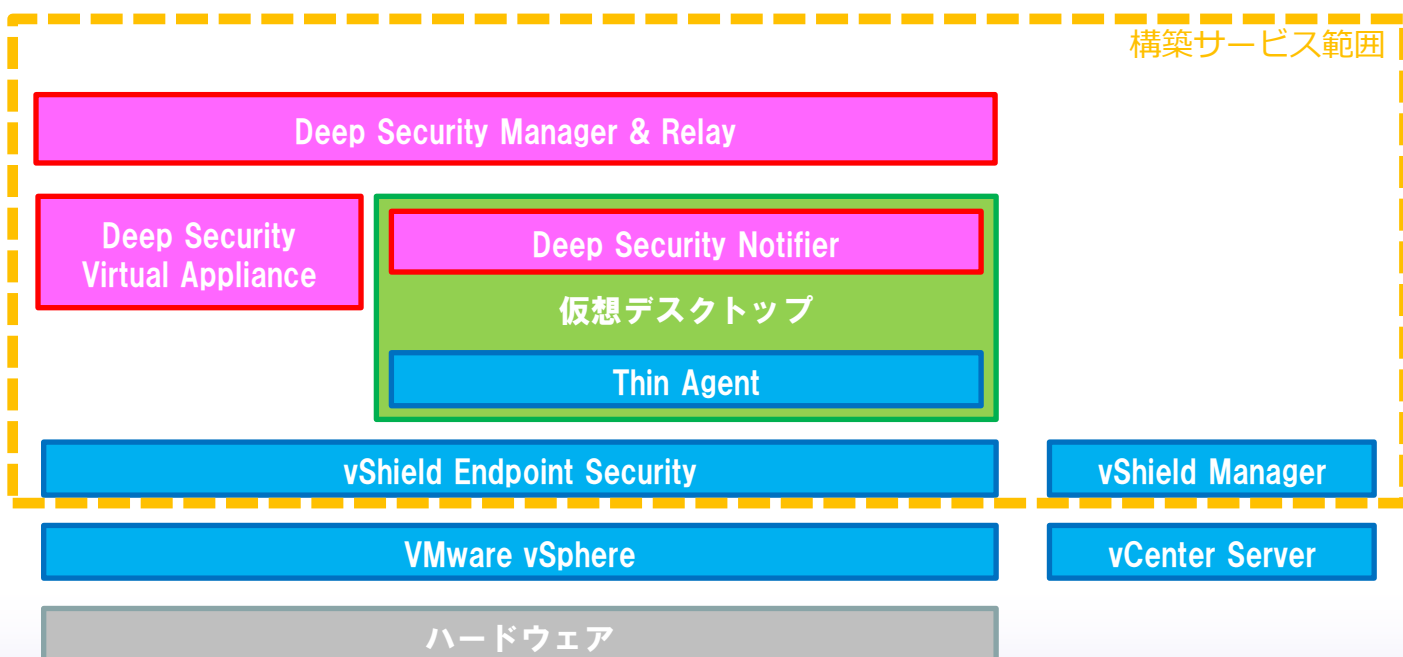 構築サービス範囲
Deep Security Manager & Relay
Deep Security
Virtual Appliance
Deep Security Notifier
仮想デスクトップ
Thin Agent
vShield Endpoint Security
vShield Manager
VMware vSphere
vCenter Server
ハードウェア